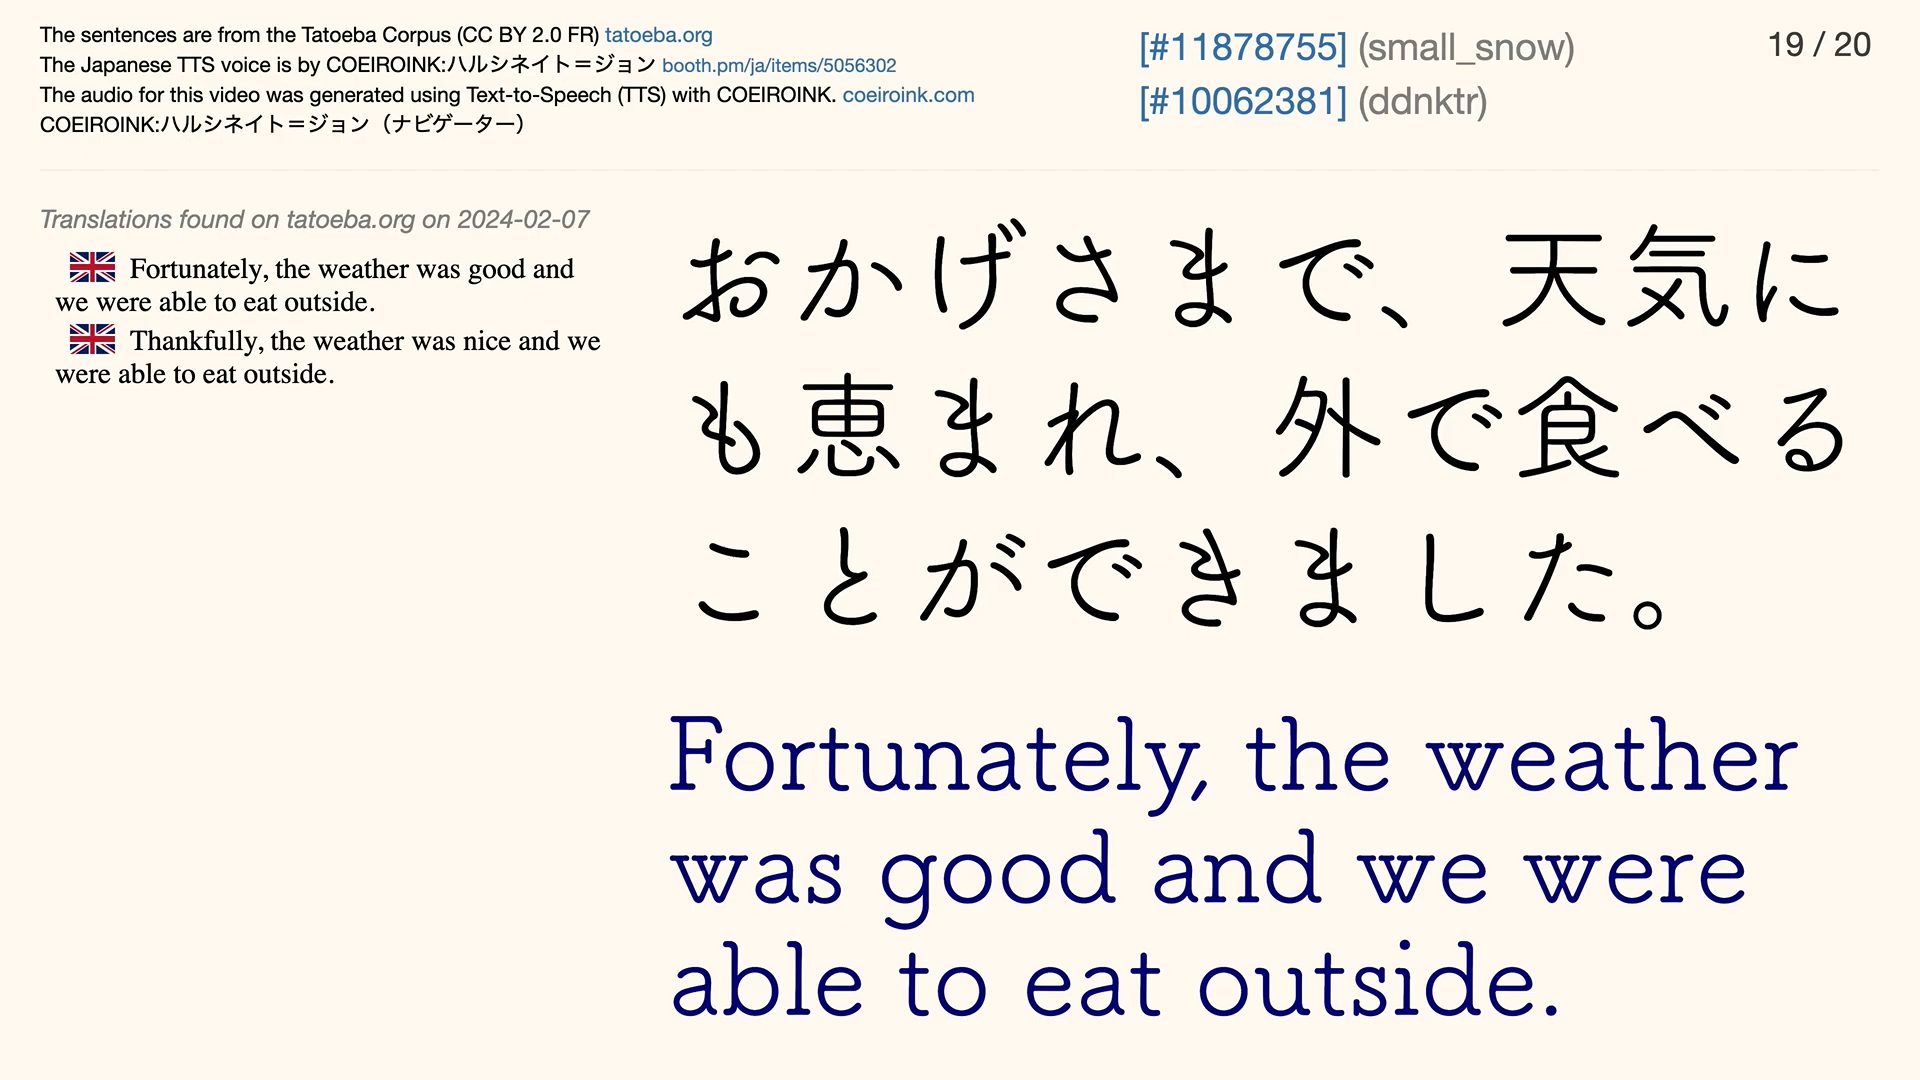 The sentences are from the Tatoeba Corpus (CC BY 2.0 FR) tatoeba.org
The Japanese TTS voice is by COEIROINK:ハルシネイト＝ジョン booth.pm/ja/items/5056302
The audio for this video was generated using Text-to-Speech (TTS) with COEIROINK. coeiroink.com
COEIROINK:ハルシネイト＝ジョン（ナビゲーター）
[#11878755] (small_snow)
[#10062381] (ddnktr)
19 / 20
Translations found on tatoeba.org on 2024-02-07
Fortunately, the weather was good and
we were able to eat outside.
Thankfully, the weather was nice and we
were able to eat outside.
おかげさまで、天気に
も恵まれ、外で食べる
ことができました。
Fortunately, the weather
was good and we were
able to eat outside.